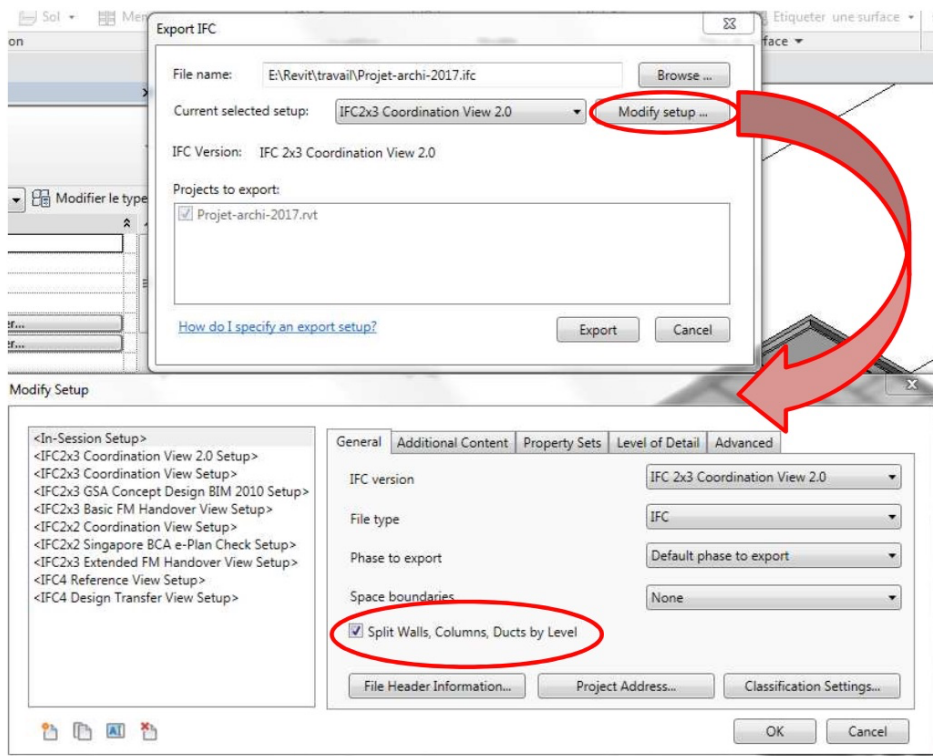 Sol
Etiqueter une surface
on
Export IFC
File name: E:\Revit\travail\Projet-archi-2017.ifc Browse ...
Current selected setup: IFC2x3 Coordination View 2.0 Modify setup ...
IFC Version: IFC 2x3 Coordination View 2.0
Projects to export:
Modifier le type
Projet-archi-2017.rvt
How do I specify an export setup? Export Cancel
Modify Setup
<In-Session Setup>
<IFC2x3 Coordination View 2.0 Setup>
<IFC2x3 Coordination View Setup>
<IFC2x3 GSA Concept Design BIM 2010 Setup>
<IFC2x3 Basic FM Handover View Setup>
<IFC2x2 Coordination View Setup>
<IFC2x2 Singapore BCA e-Plan Check Setup>
<IFC2x3 Extended FM Handover View Setup>
<IFC4 Reference View Setup>
<IFC4 Design Transfer View Setup>
General Additional Content Property Sets Level of Detail Advanced
IFC version IFC 2x3 Coordination View 2.0
File type IFC
Phase to export Default phase to export
Space boundaries None
Split Walls, Columns, Ducts by Level
File Header Information... Project Address... Classification Settings...
OK Cancel